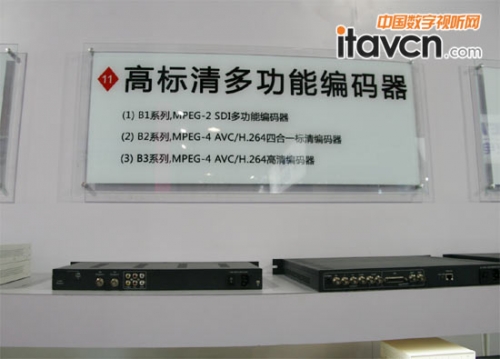 中国数字视听网
itavcn.com
11 高标清多功能编码器
(1) B1系列,MPEG-2 SDI多功能编码器
(2) B2系列,MPEG-4 AVC/H.264四合一标清编码器
(3) B3系列,MPEG-4 AVC/H.264高清编码器